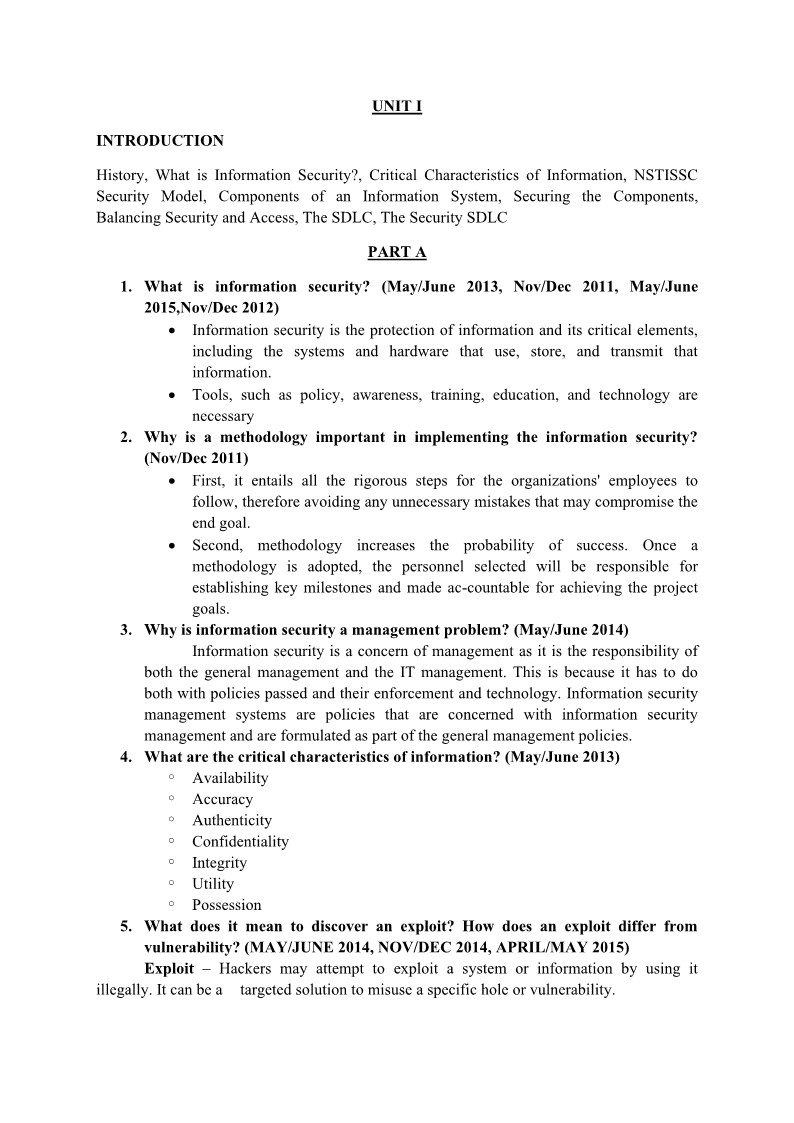 UNIT I
INTRODUCTION
History, What is Information Security?, Critical Characteristics of Information, NSTISSC
Security Model, Components of an Information System, Securing the Components,
Balancing Security and Access, The SDLC, The Security SDLC
PART A
1. What is information security? (May/June 2013, Nov/Dec 2011, May/June
2015,Nov/Dec 2012)
• Information security is the protection of information and its critical elements,
including the systems and hardware that use, store, and transmit that
information.
• Tools, such as policy, awareness, training, education, and technology are
necessary
2. Why is a methodology important in implementing the information security?
(Nov/Dec 2011)
• First, it entails all the rigorous steps for the organizations' employees to
follow, therefore avoiding any unnecessary mistakes that may compromise the
end goal.
• Second, methodology increases the probability of success. Once a
methodology is adopted, the personnel selected will be responsible for
establishing key milestones and made ac-countable for achieving the project
goals.
3. Why is information security a management problem? (May/June 2014)
Information security is a concern of management as it is the responsibility of
both the general management and the IT management. This is because it has to do
both with policies passed and their enforcement and technology. Information security
management systems are policies that are concerned with information security
management and are formulated as part of the general management policies.
4. What are the critical characteristics of information? (May/June 2013)
◦ Availability
◦ Accuracy
◦ Authenticity
◦ Confidentiality
◦ Integrity
◦ Utility
◦ Possession
5. What does it mean to discover an exploit? How does an exploit differ from
vulnerability? (MAY/JUNE 2014, NOV/DEC 2014, APRIL/MAY 2015)
Exploit – Hackers may attempt to exploit a system or information by using it
illegally. It can be a targeted solution to misuse a specific hole or vulnerability.